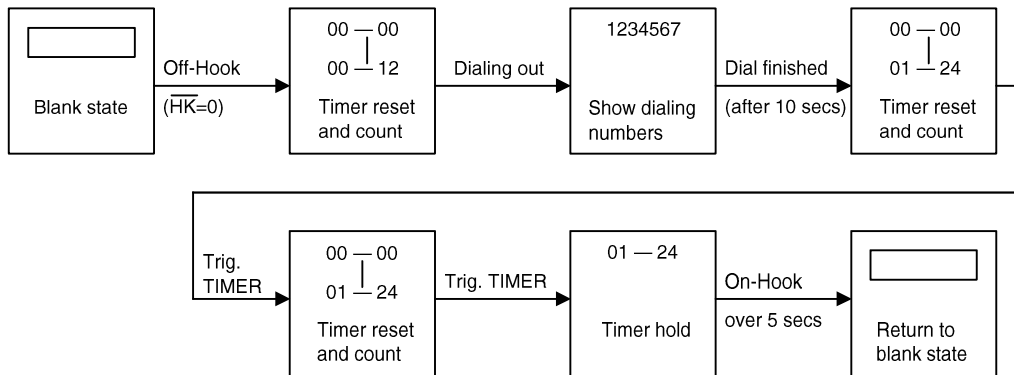 Blank state
Off-Hook
(H̅K̅=0)
00 — 00
00 — 12
Timer reset
and count
Dialing out
1234567
Show dialing
numbers
Dial finished
(after 10 secs)
00 — 00
01 — 24
Timer reset
and count
Trig.
TIMER
00 — 00
01 — 24
Timer reset
and count
Trig. TIMER
01 — 24
Timer hold
On-Hook
over 5 secs
Return to
blank state